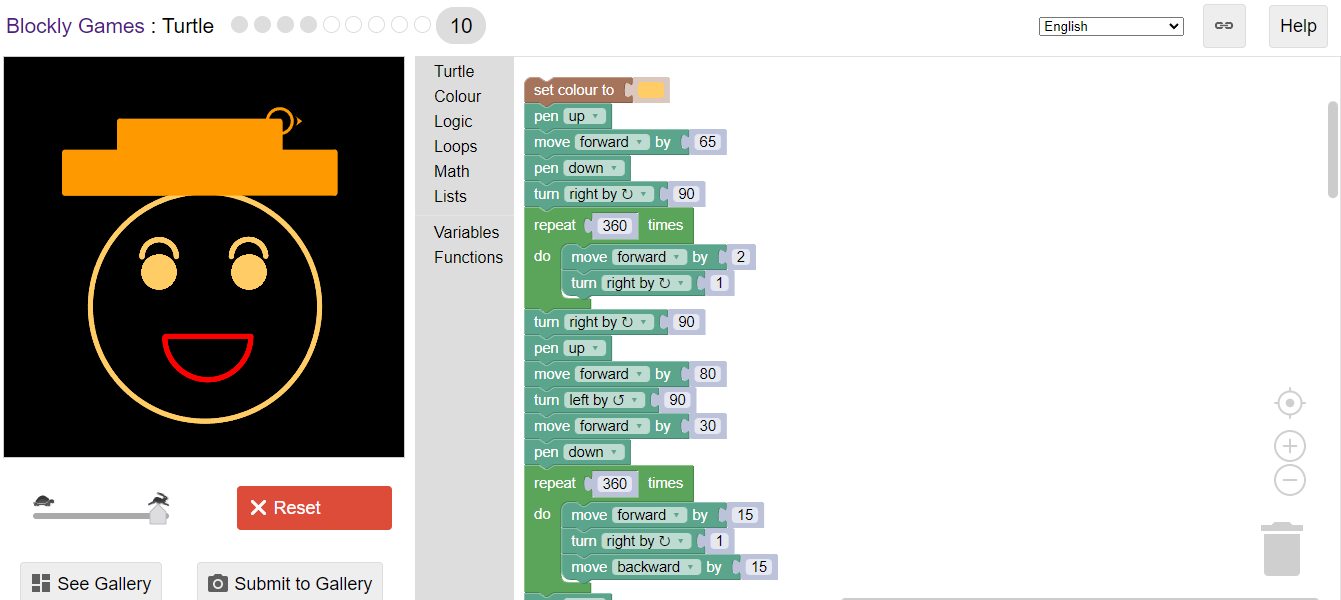 Blockly Games : Turtle 10 English Help
Turtle
Colour
Logic
Loops
Math
Lists
Variables
Functions
set colour to
pen up
move forward by 65
pen down
turn right by ↻ 90
repeat 360 times
do move forward by 2
turn right by ↻ 1
turn right by ↻ 90
pen up
move forward by 80
turn left by ↺ 90
move forward by 30
pen down
repeat 360 times
do move forward by 15
turn right by ↻ 1
move backward by 15
Reset
See Gallery
Submit to Gallery